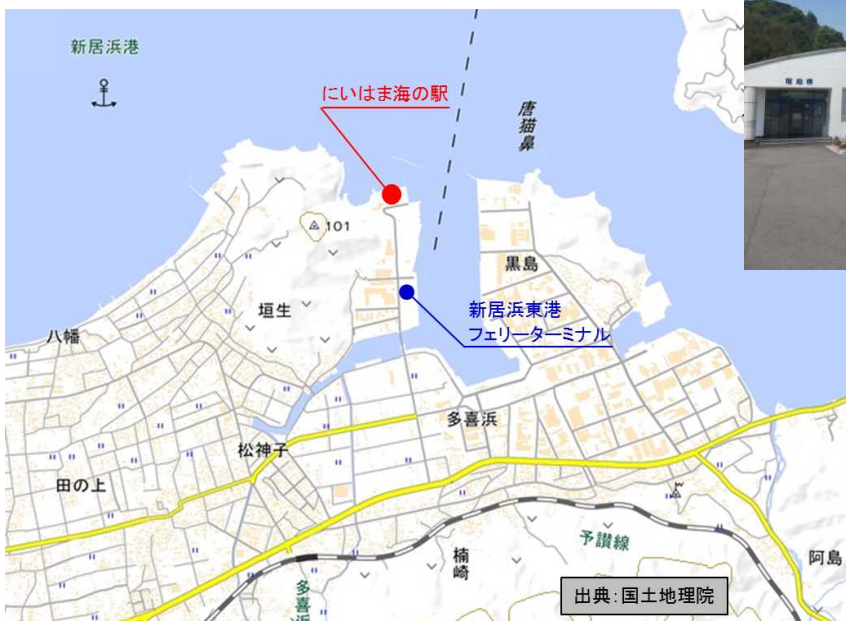 新居浜港
にいはま海の駅
唐猫鼻
101
黒島
垣生
新居浜東港
フェリーターミナル
八幡
多喜浜
松神子
田の上
予讃線
楠崎
阿島
多喜浜
出典：国土地理院